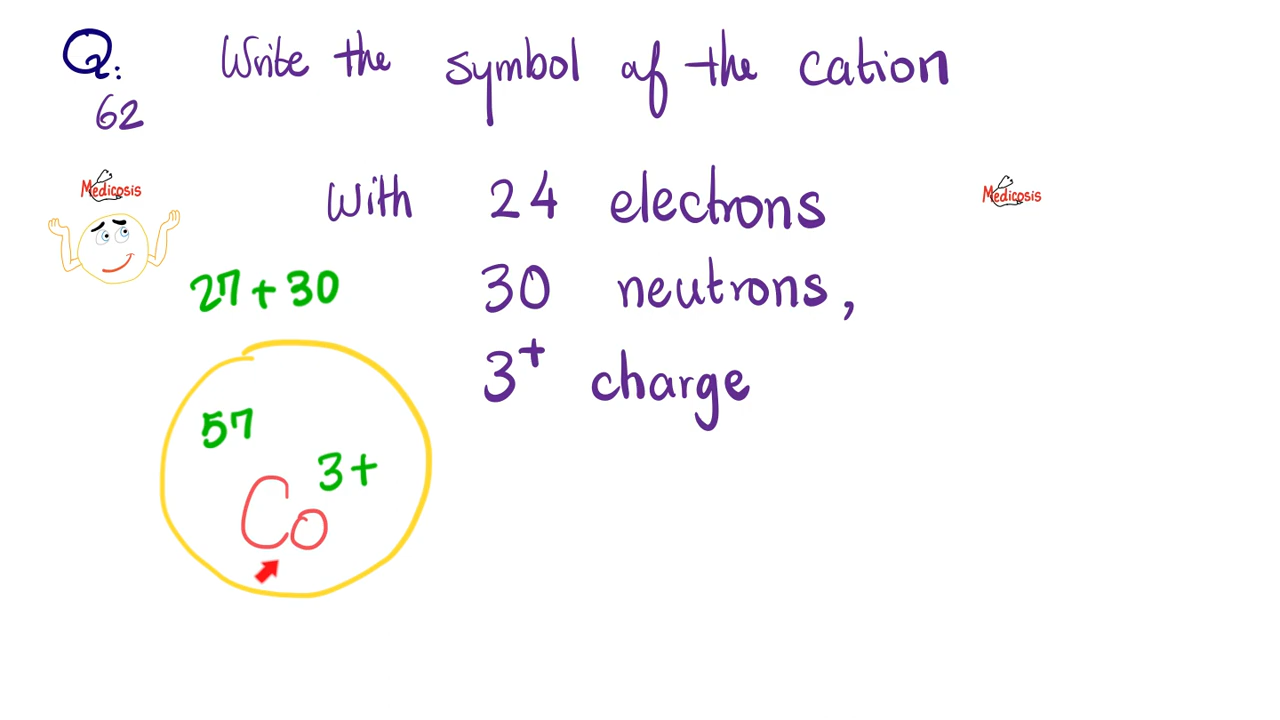 Q: Write the symbol of the cation
62
Medicosis
With 24 electrons
Medicosis
27 + 30
30 neutrons,
3+ charge
57
3+
Co